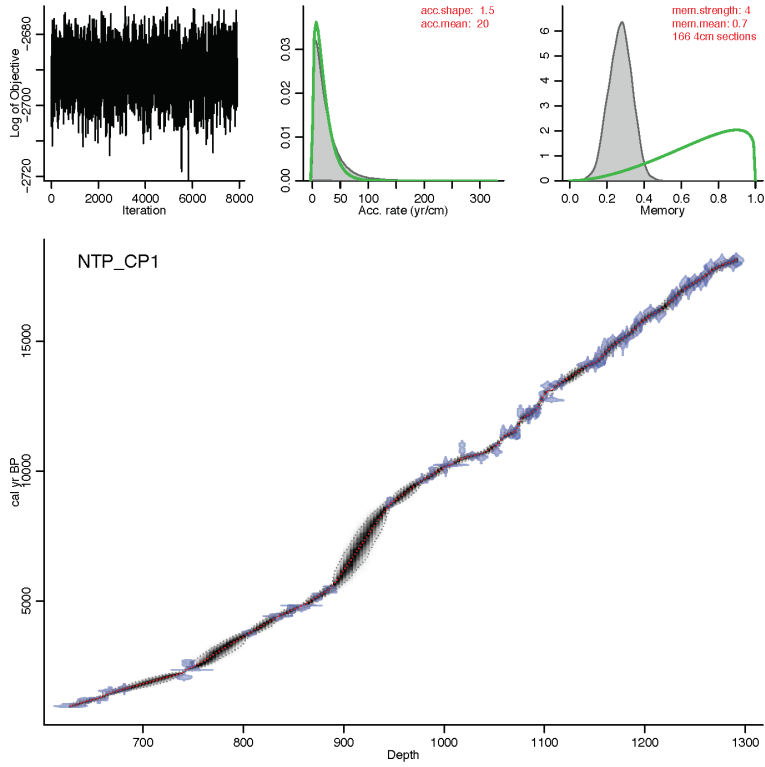 −2720 −2700 −2680
Log of Objective
0 2000 4000 6000 8000
Iteration
acc.shape: 1.5
acc.mean: 20
0.00 0.01 0.02 0.03
0 50 100 150 200 250 300
Acc. rate (yr/cm)
mem.strength: 4
mem.mean: 0.7
166 4cm sections
0 1 2 3 4 5 6
0.0 0.2 0.4 0.6 0.8 1.0
Memory
NTP_CP1
5000 10000 15000
cal yr BP
700 800 900 1000 1100 1200 1300
Depth